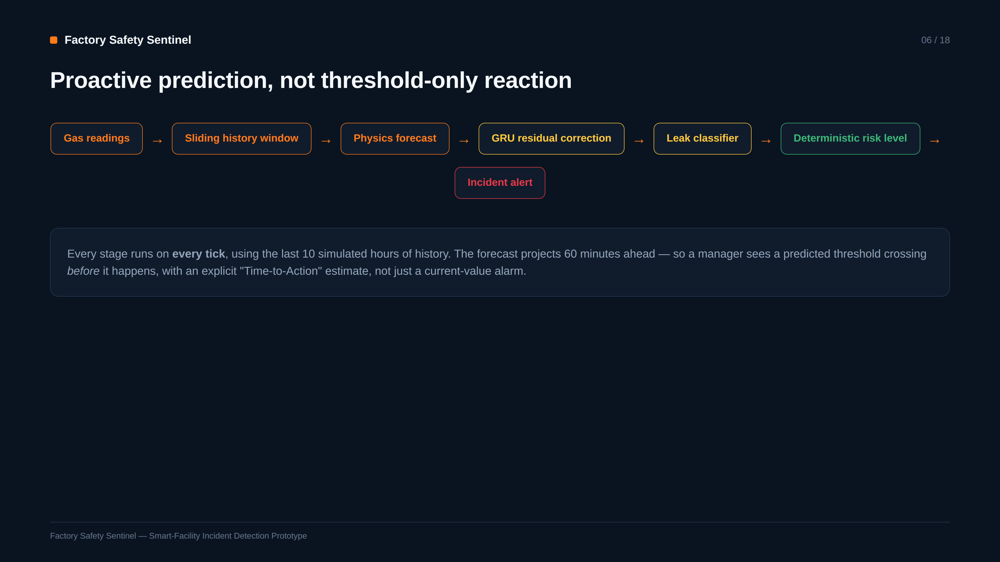 Factory Safety Sentinel
06 / 18
Proactive prediction, not threshold-only reaction
Gas readings → Sliding history window → Physics forecast → GRU residual correction → Leak classifier → Deterministic risk level →
Incident alert
Every stage runs on every tick, using the last 10 simulated hours of history. The forecast projects 60 minutes ahead — so a manager sees a predicted threshold crossing
before it happens, with an explicit "Time-to-Action" estimate, not just a current-value alarm.
Factory Safety Sentinel — Smart-Facility Incident Detection Prototype